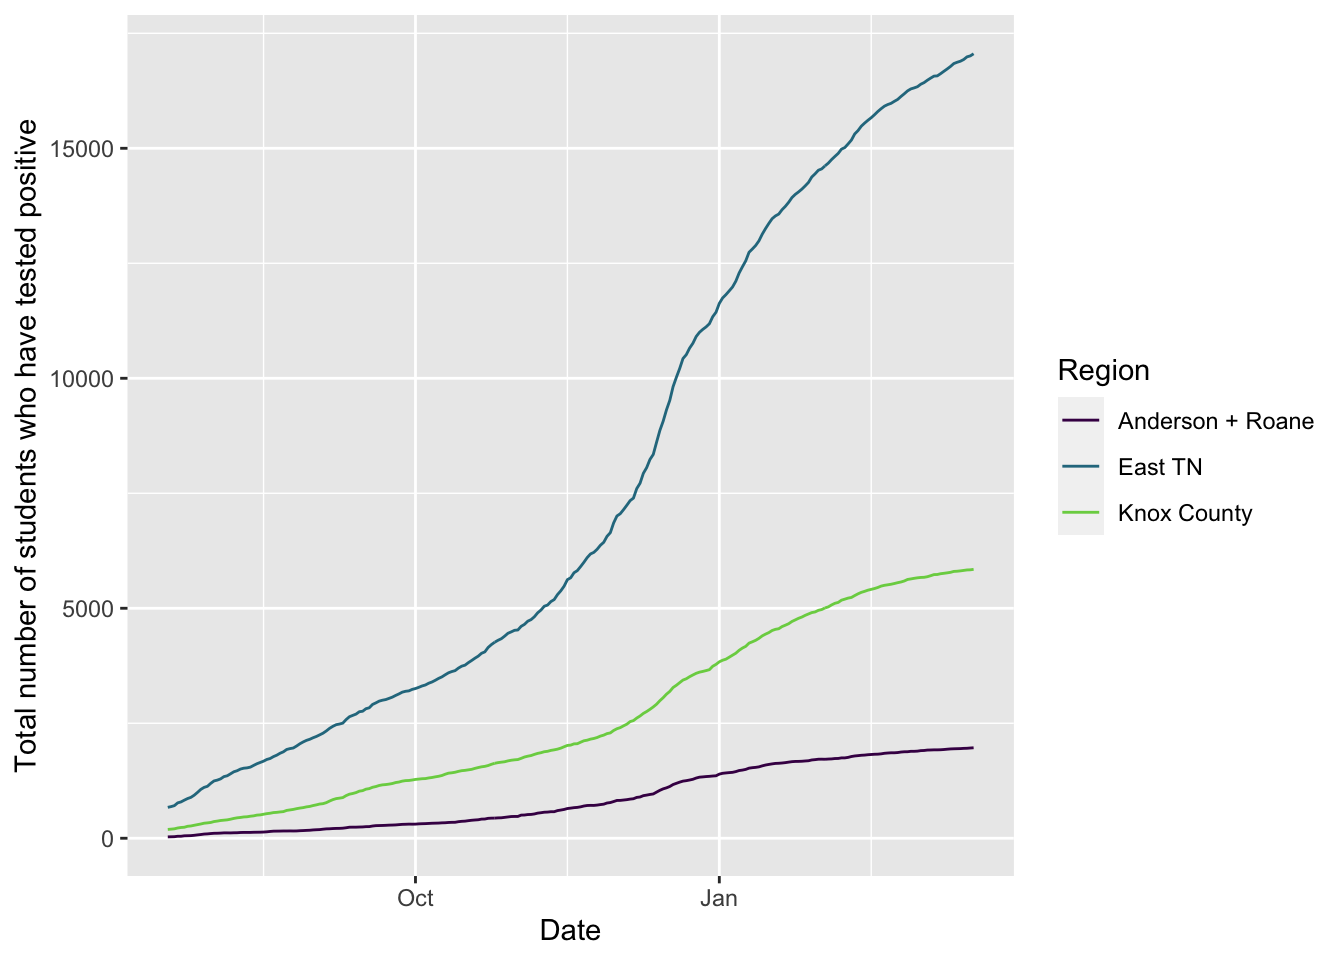 Total number of students who have tested positive
15000
10000
5000
0
Oct
Jan
Date
Region
Anderson + Roane
East TN
Knox County